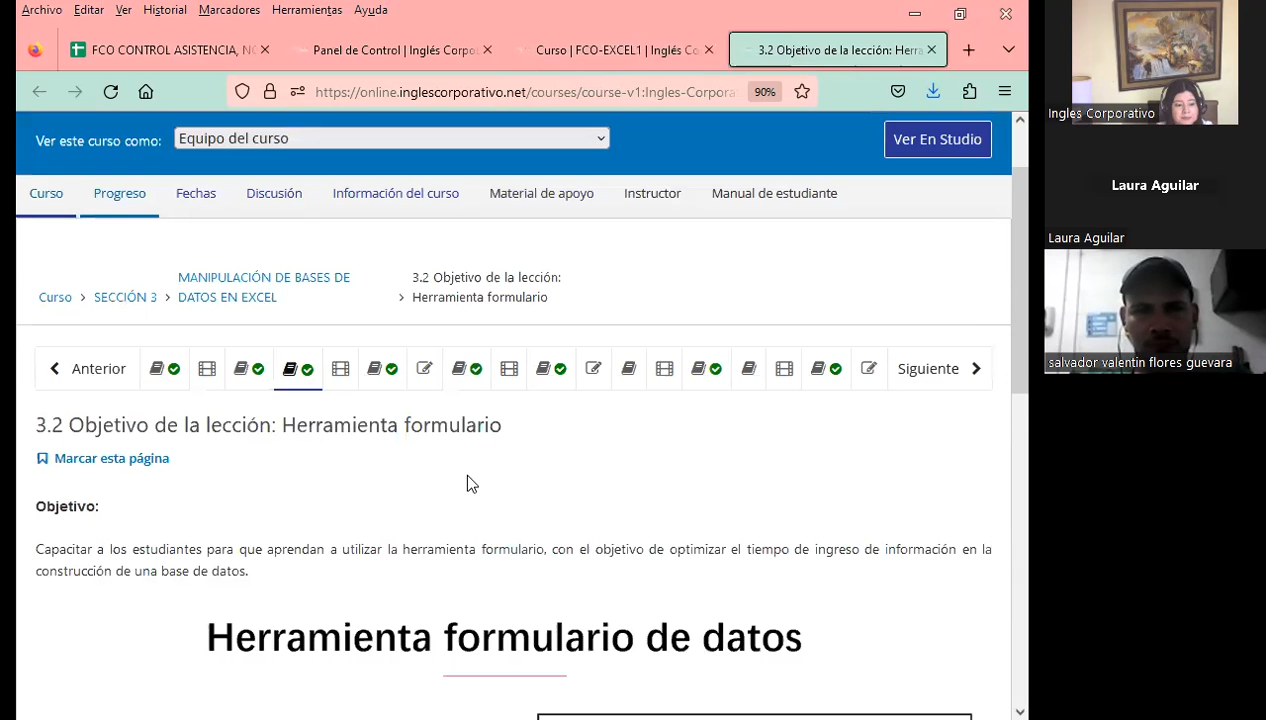 Archivo Editar Ver Historial Marcadores Herramientas Ayuda
FCO CONTROL ASISTENCIA, NO
Panel de Control | Inglés Corpo
Curso | FCO-EXCEL1 | Inglés Co
3.2 Objetivo de la lección: Herra
https://online.inglescorporativo.net/courses/course-v1:Ingles-Corpora
90%
Ver este curso como:
Equipo del curso
Ver En Studio
Curso Progreso Fechas Discusión Información del curso Material de apoyo Instructor Manual de estudiante
Curso > SECCIÓN 3 >
MANIPULACIÓN DE BASES DE
DATOS EN EXCEL
>
3.2 Objetivo de la lección:
Herramienta formulario
Anterior
Siguiente
3.2 Objetivo de la lección: Herramienta formulario
Marcar esta página
Objetivo:
Capacitar a los estudiantes para que aprendan a utilizar la herramienta formulario, con el objetivo de optimizar el tiempo de ingreso de información en la
construcción de una base de datos.
Herramienta formulario de datos
Ingles Corporativo
Laura Aguilar
Laura Aguilar
salvador valentin flores guevara